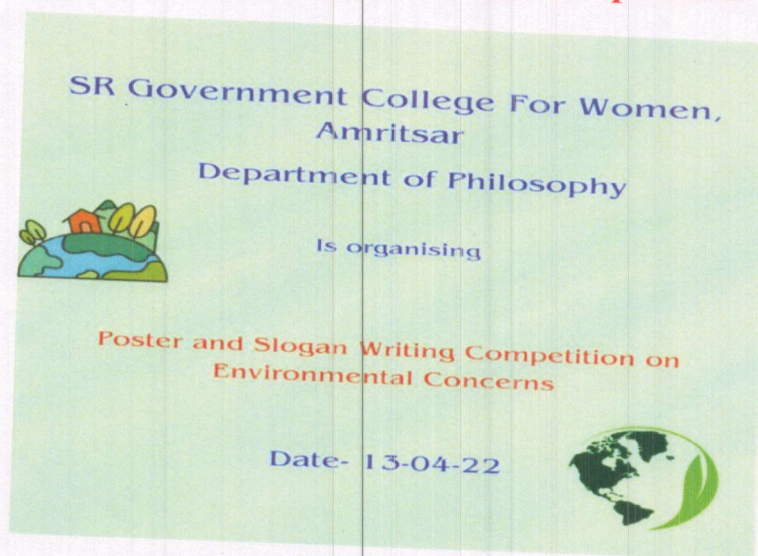 SR Government College For Women,
Amritsar
Department of Philosophy
Is organising
Poster and Slogan Writing Competition on
Environmental Concerns
Date- 13-04-22